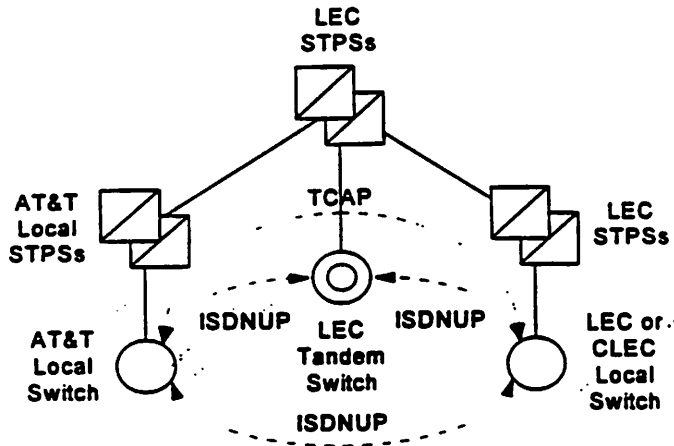 LEC
STPSs
AT&T
Local
STPSs
TCAP
LEC
STPSs
ISDNUP
ISDNUP
AT&T
Local
Switch
LEC
Tandem
Switch
LEC or
CLEC
Local
Switch
ISDNUP